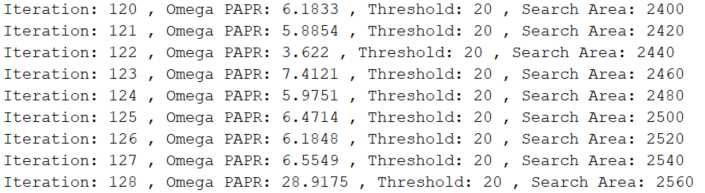 Iteration: 120 , Omega PAPR: 6.1833 , Threshold: 20 , Search Area: 2400
Iteration: 121 , Omega PAPR: 5.8854 , Threshold: 20 , Search Area: 2420
Iteration: 122 , Omega PAPR: 3.622 , Threshold: 20 , Search Area: 2440
Iteration: 123 , Omega PAPR: 7.4121 , Threshold: 20 , Search Area: 2460
Iteration: 124 , Omega PAPR: 5.9751 , Threshold: 20 , Search Area: 2480
Iteration: 125 , Omega PAPR: 6.4714 , Threshold: 20 , Search Area: 2500
Iteration: 126 , Omega PAPR: 6.1848 , Threshold: 20 , Search Area: 2520
Iteration: 127 , Omega PAPR: 6.5549 , Threshold: 20 , Search Area: 2540
Iteration: 128 , Omega PAPR: 28.9175 , Threshold: 20 , Search Area: 2560